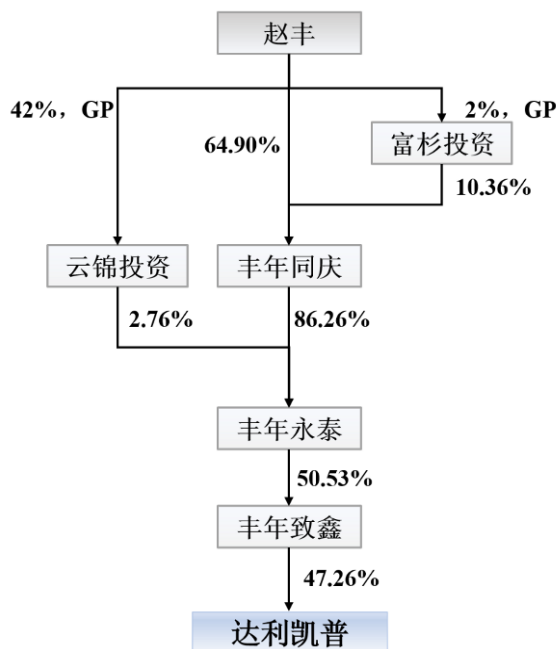 赵丰
42%，GP
2%，GP
64.90%
富杉投资
10.36%
云锦投资
丰年同庆
2.76%
86.26%
丰年永泰
50.53%
丰年致鑫
47.26%
达利凯普